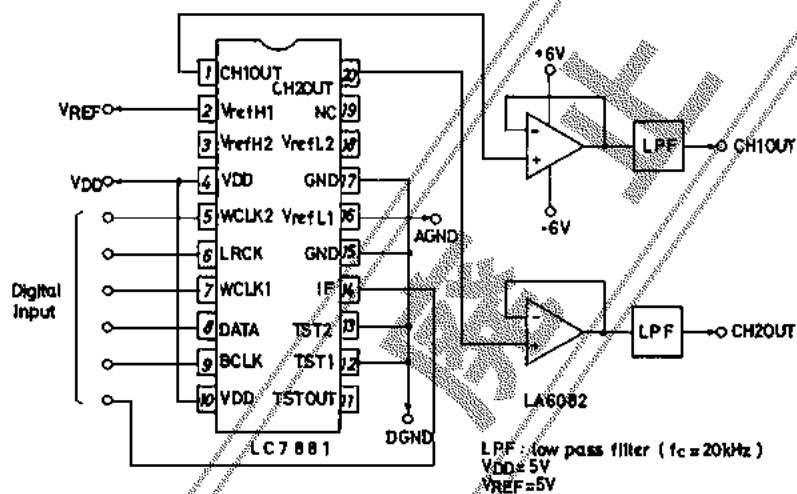 +6V
1 CH1OUT
CH2OUT 20
VREF
2 VrefH1
NC 19
- 
+
LPF
CH1OUT
3 VrefH2
VrefL2 18
VDD
4 VDD
GND 17
5 WCLK2
VrefL1 16
AGND
-6V
6 LRCK
GND 15
Digital
Input
7 WCLK1
IF 14
8 DATA
TST2 13
-
+
LPF
CH2OUT
9 BCLK
TST1 12
10 VDD
TSTOUT 11
LA6082
DGND
LC7881
LPF : low pass filter ( fc = 20kHz )
VDD=5V
VREF=5V